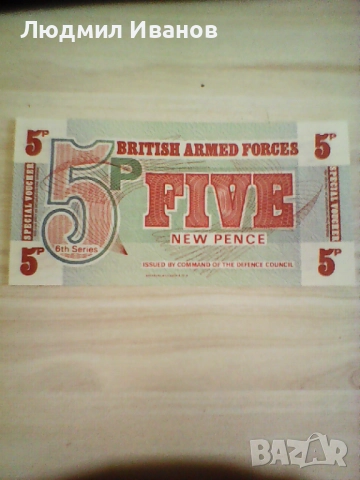 Людмил Иванов
5P
BRITISH ARMED FORCES
5P
SPECIAL VOUCHER
5P
FIVE
SPECIAL VOUCHER
NEW PENCE
6th Series
5P
ISSUED BY COMMAND OF THE DEFENCE COUNCIL
5P
BAZAR